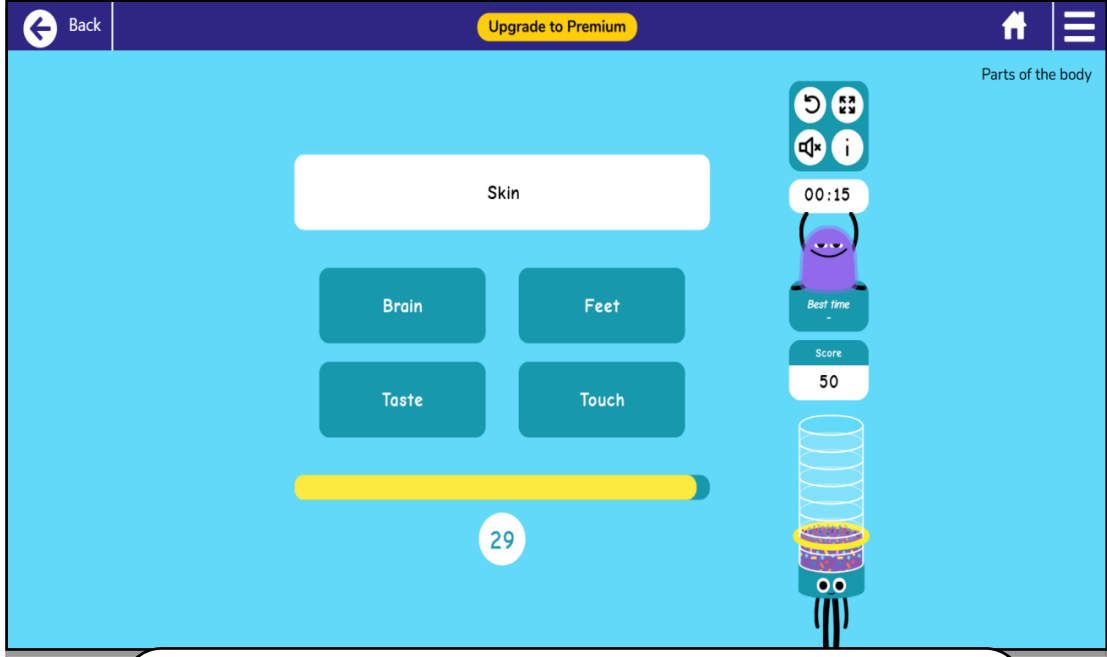 Back
Upgrade to Premium
Parts of the body
00:15
Skin
Brain
Feet
Best time
-
Score
50
Taste
Touch
29